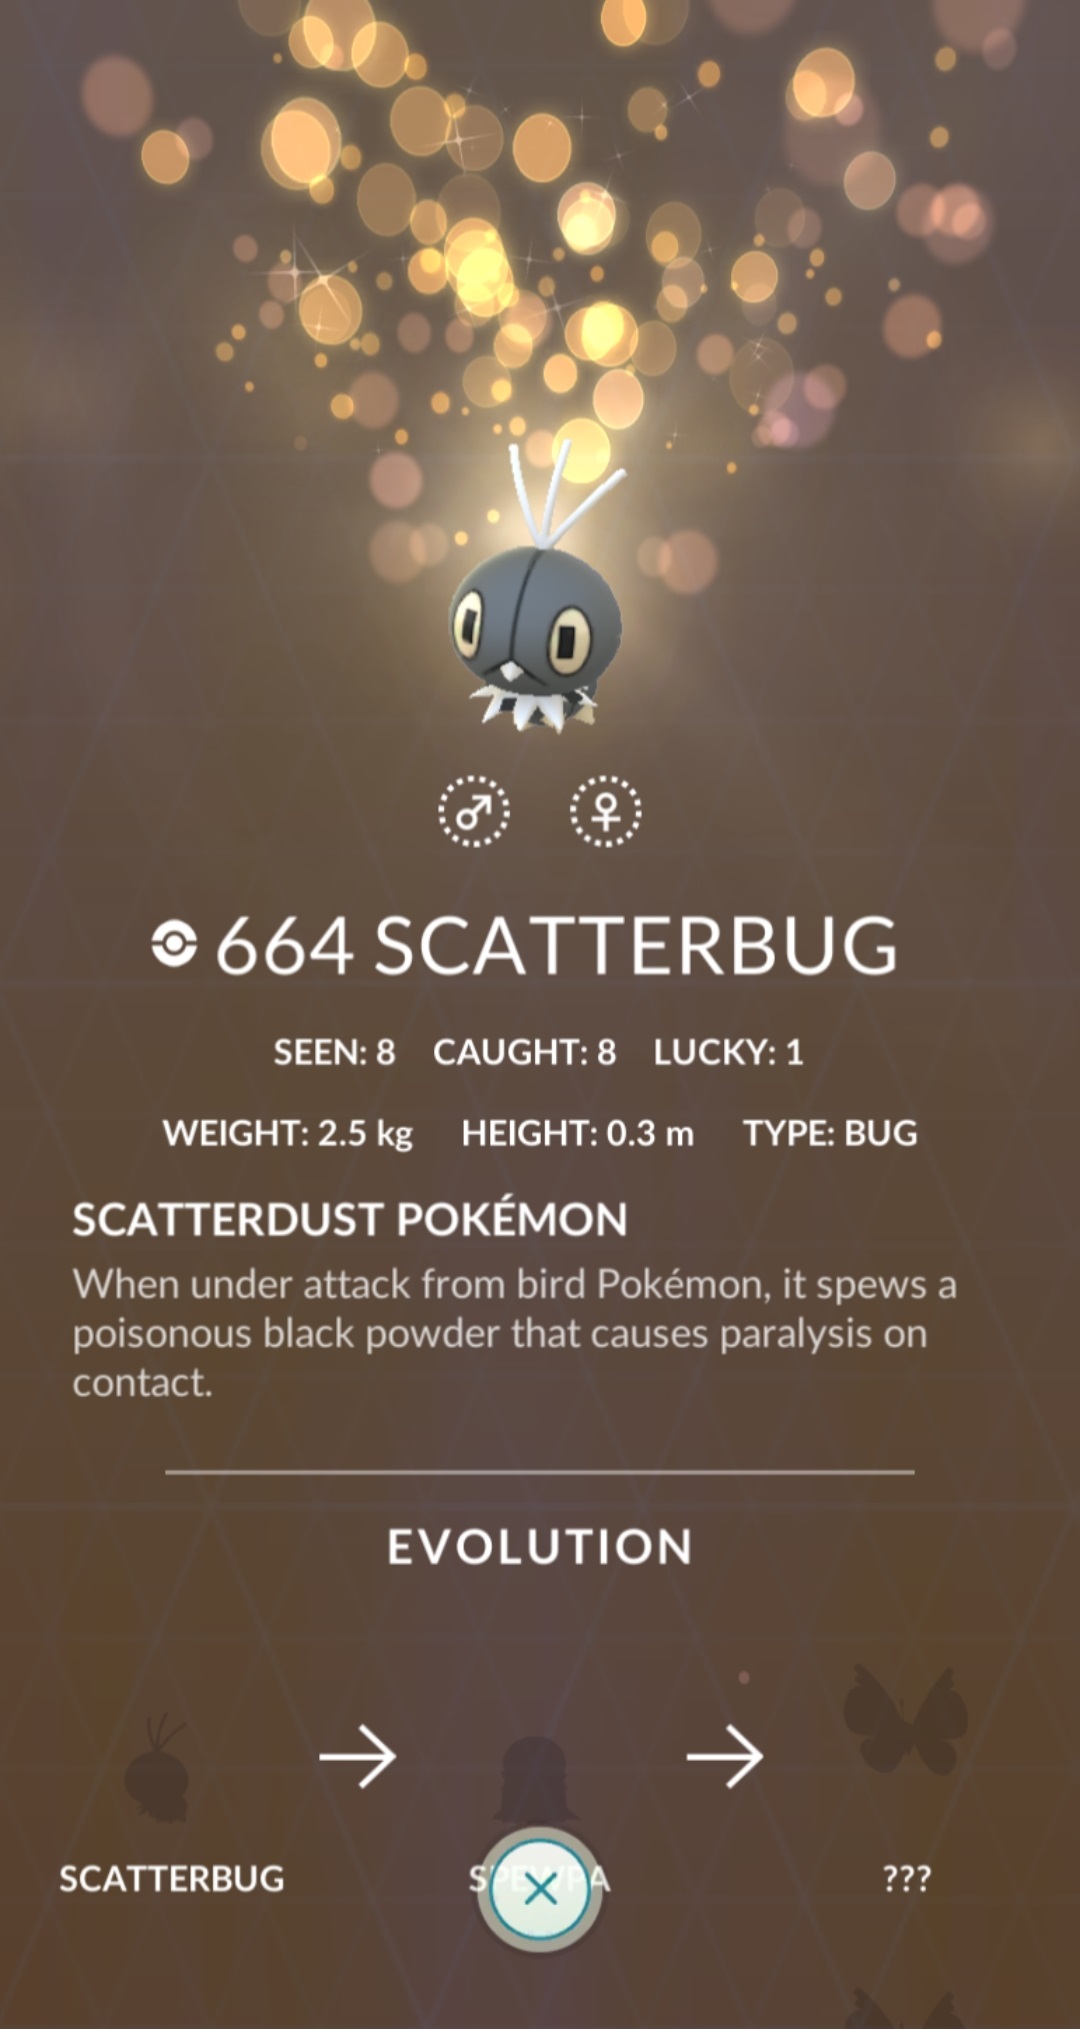 664 SCATTERBUG
SEEN: 8 CAUGHT: 8 LUCKY: 1
WEIGHT: 2.5 kg HEIGHT: 0.3 m TYPE: BUG
SCATTERDUST POKÉMON
When under attack from bird Pokémon, it spews a
poisonous black powder that causes paralysis on
contact.
EVOLUTION
SCATTERBUG SPEWPA ???